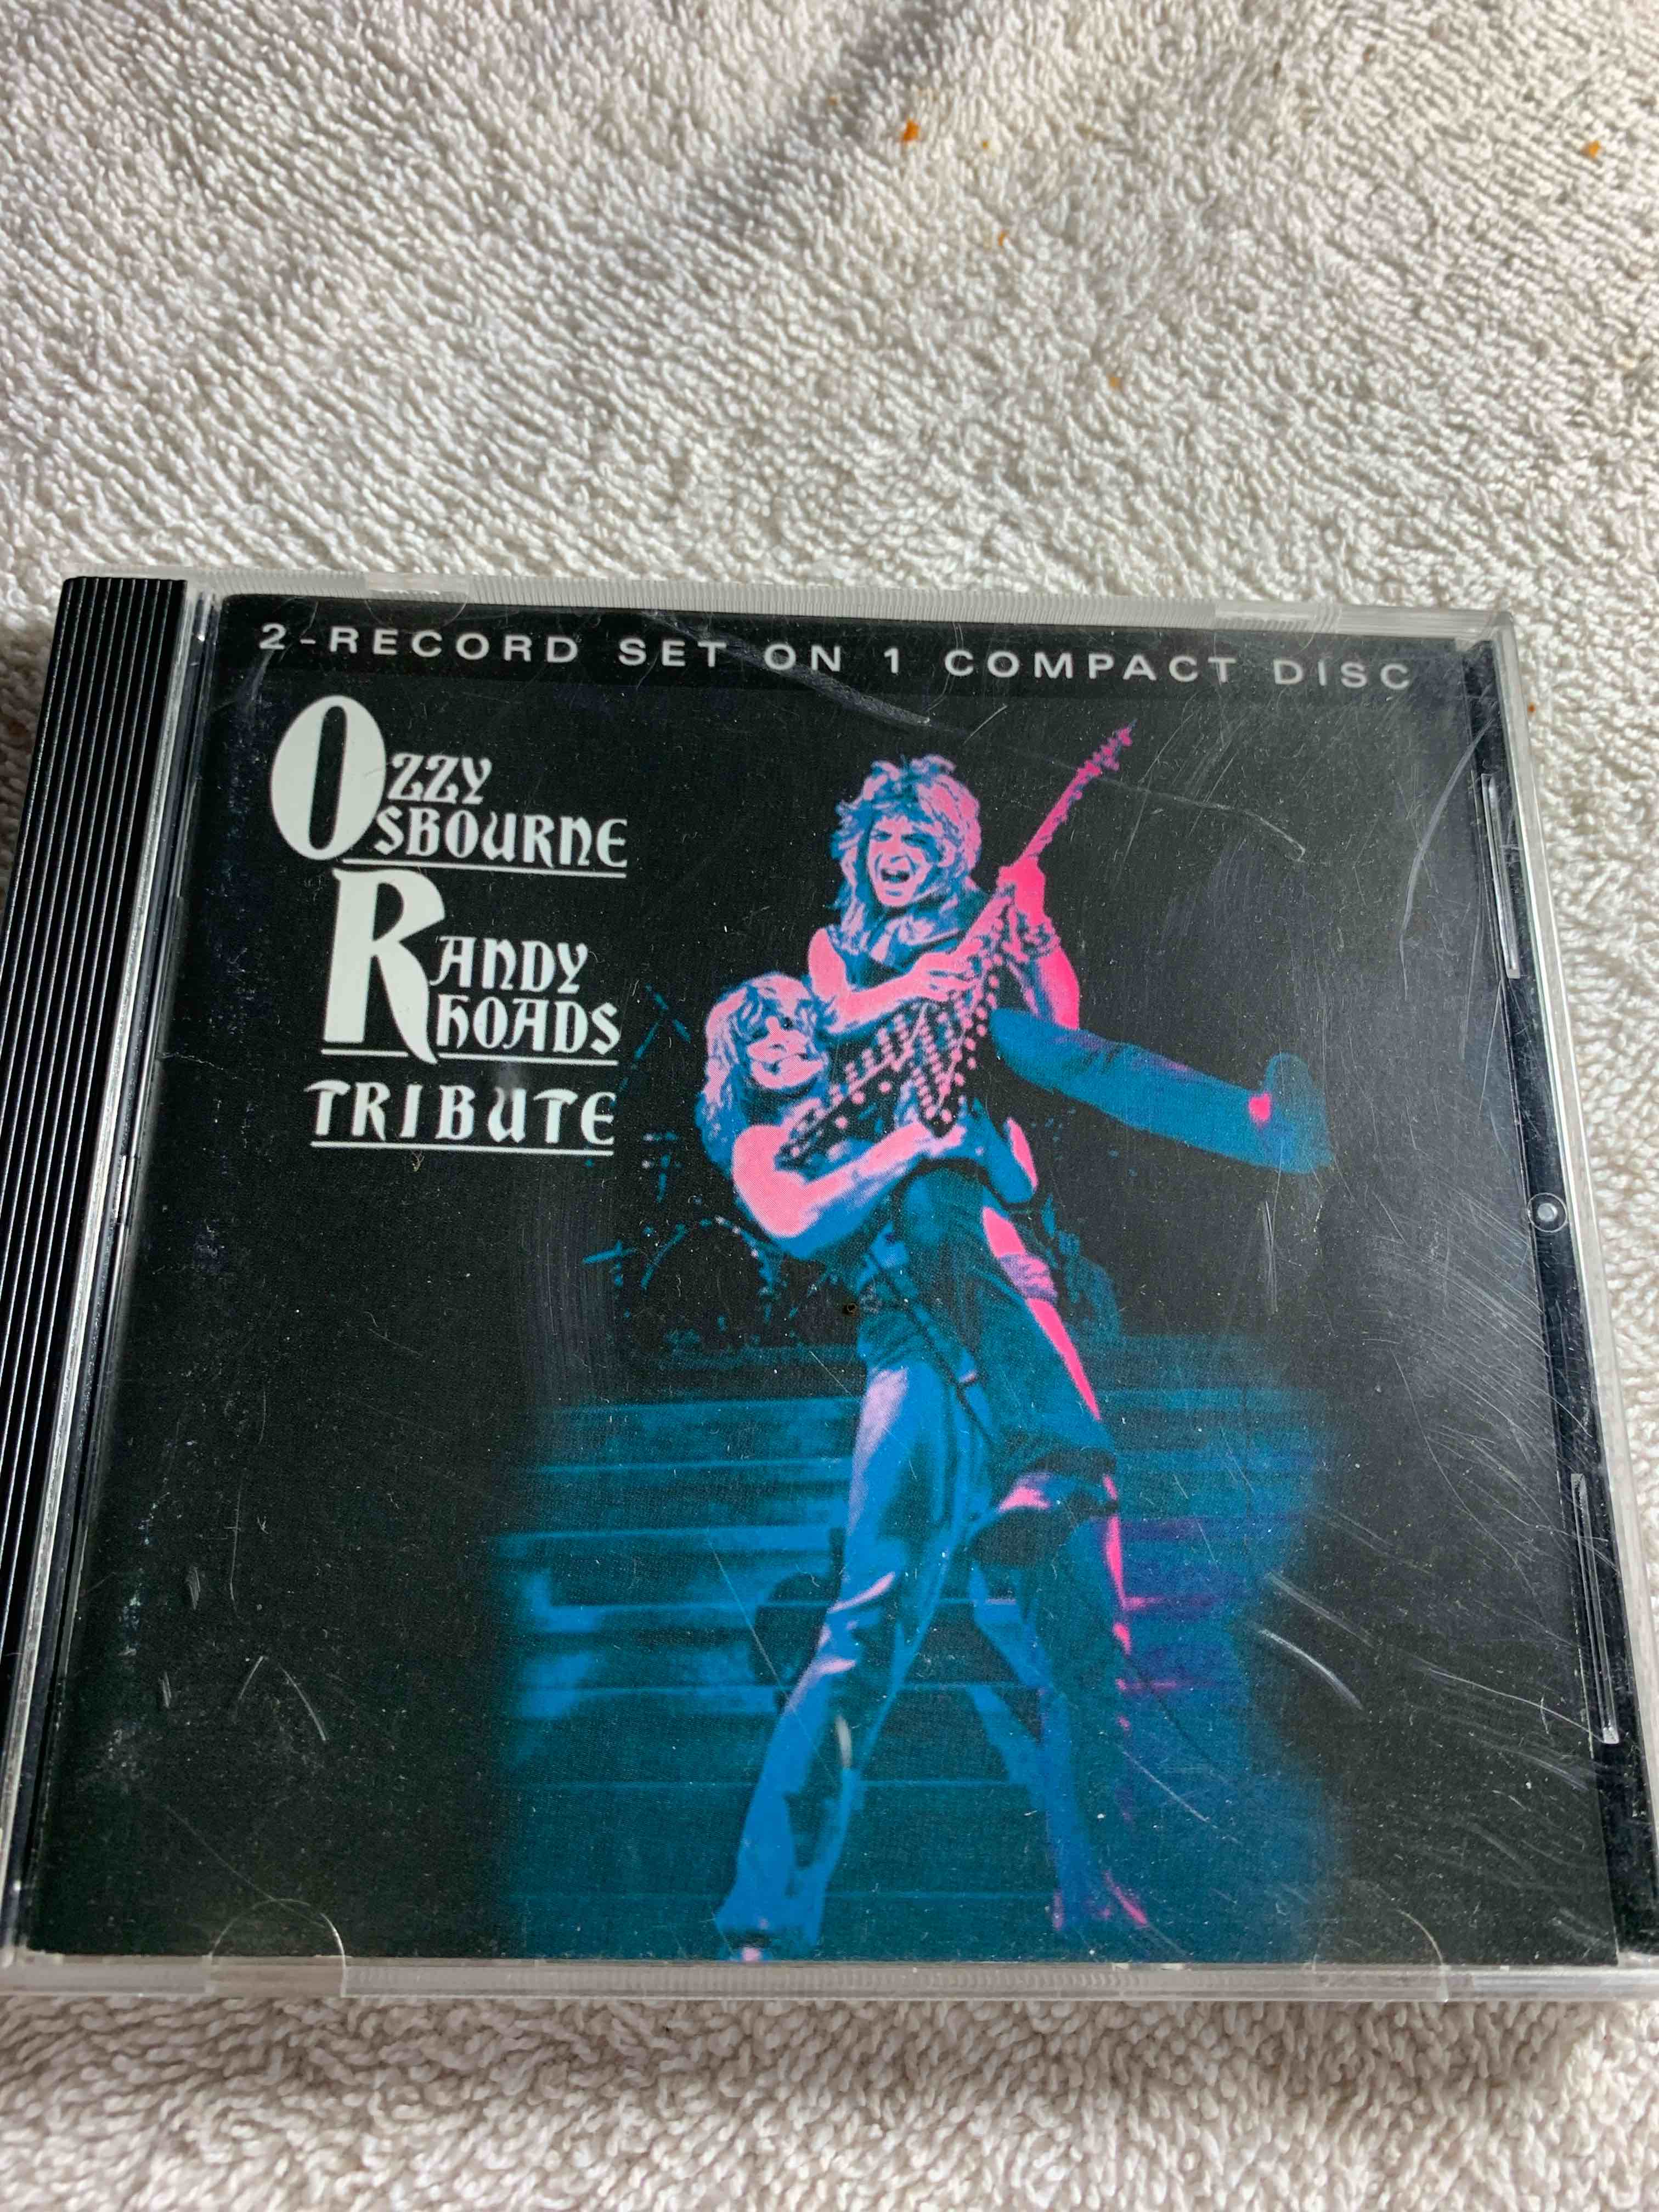 2-RECORD SET ON 1 COMPACT DISC
OZZY
OSBOURNE
RANDY
RHOADS
TRIBUTE